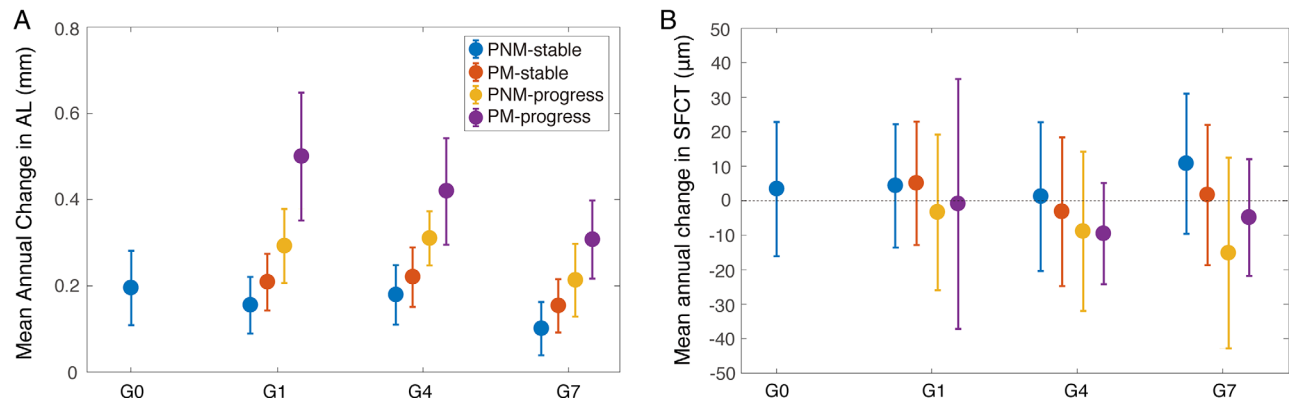 A
Mean Annual Change in AL (mm)
0.8
0.6
0.4
0.2
0
PNM-stable
PM-stable
PNM-progress
PM-progress
G0 G1 G4 G7
B
Mean annual change in SFCT (µm)
50
40
30
20
10
0
-10
-20
-30
-40
-50
G0 G1 G4 G7